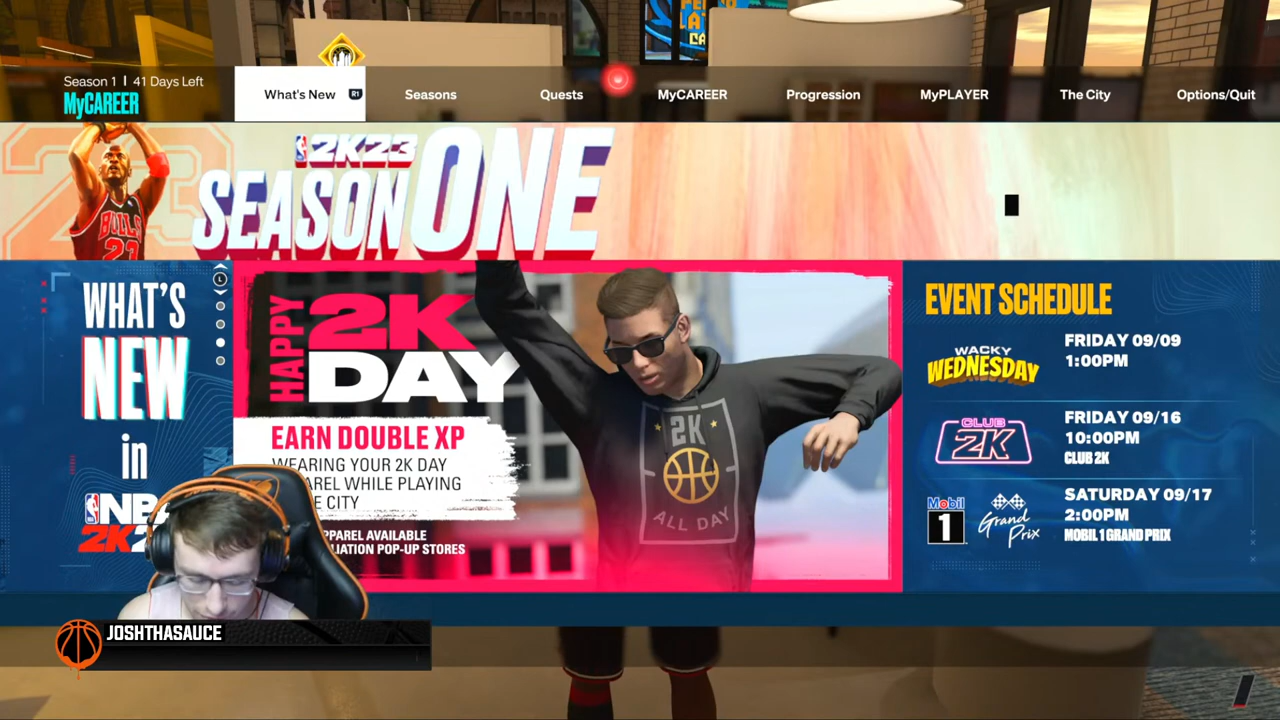 Season 1 | 41 Days Left
MyCAREER
What's New R1
Seasons
Quests
MyCAREER
Progression
MyPLAYER
The City
Options/Quit
BULLS
23
NBA 2K23
SEASON ONE
WHAT'S
NEW
in
NBA
L
HAPPY
2K
DAY
EARN DOUBLE XP
WEARING YOUR 2K DAY
WHILE PLAYING
CITY
AVAILABLE
POP-UP STORES
2K
ALL DAY
EVENT SCHEDULE
WACKY
WEDNESDAY
FRIDAY 09/09
1:00PM
CLUB
2K
FRIDAY 09/16
10:00PM
CLUB 2K
Mobil
1
Grand
Prix
SATURDAY 09/17
2:00PM
MOBIL 1 GRAND PRIX
JOSHTHASAUCE